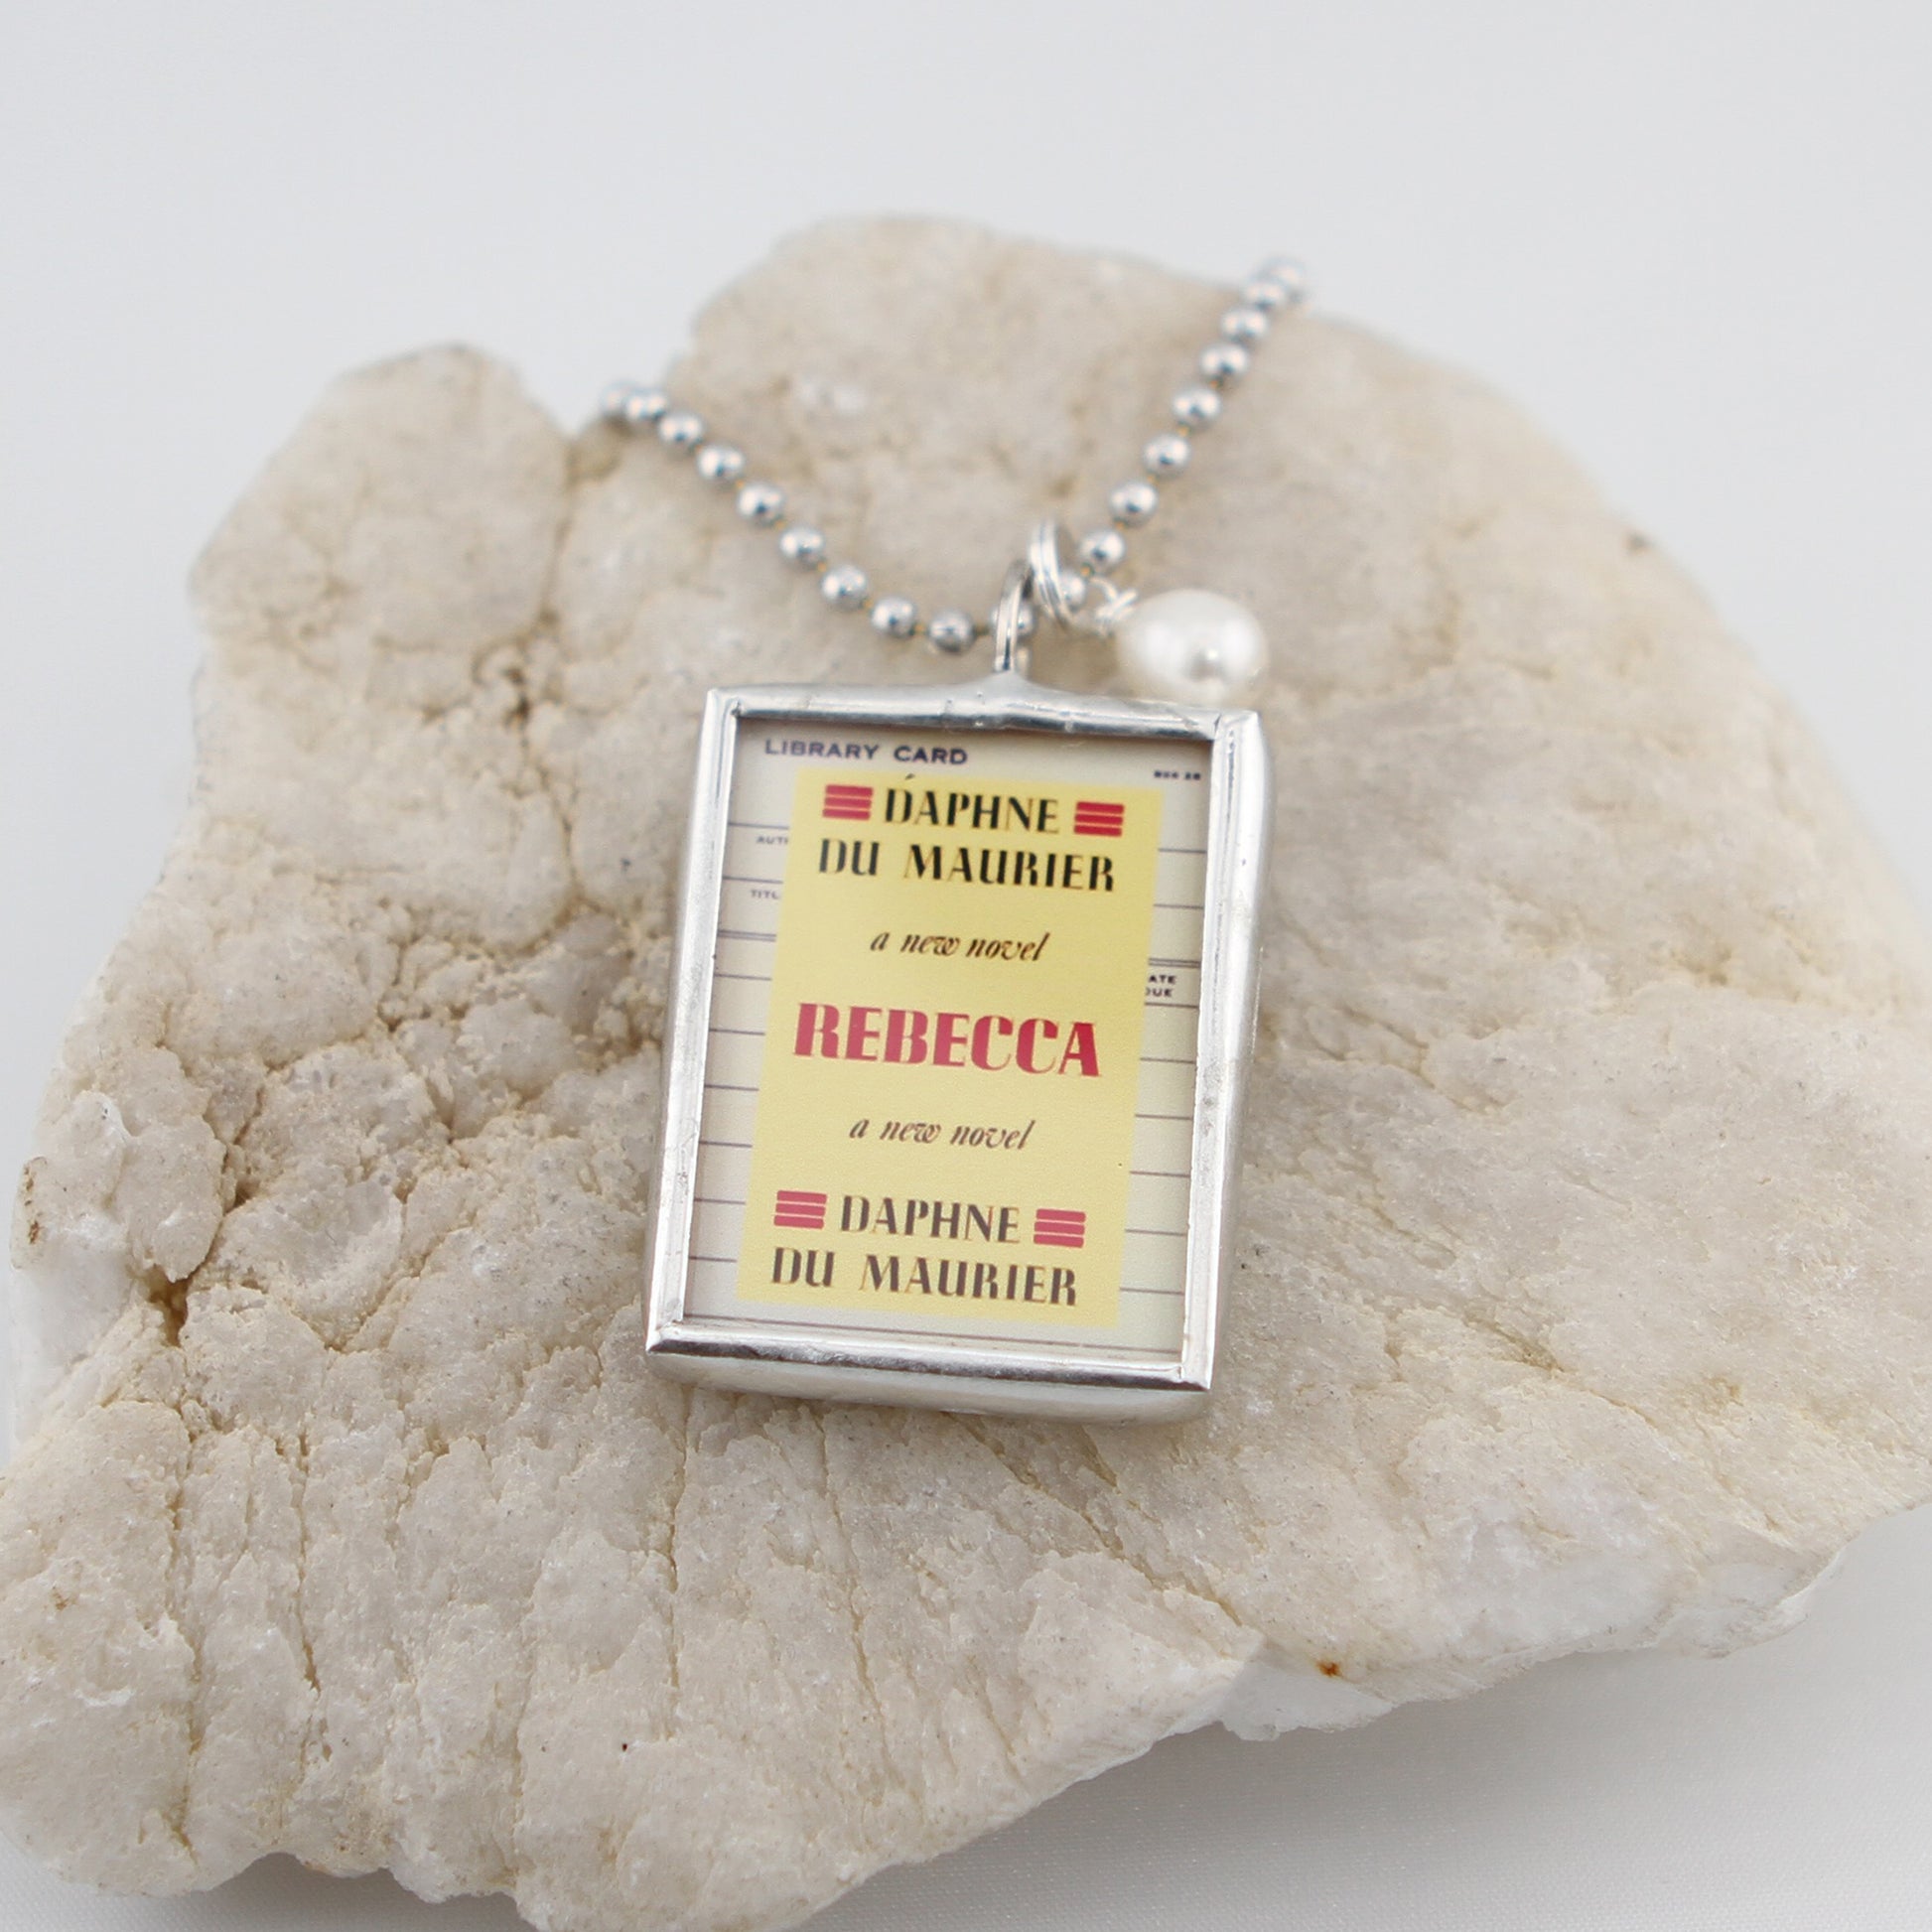 LIBRARY CARD
DAPHNE
DU MAURIER
a new novel
REBECCA
a new novel
DAPHNE
DU MAURIER